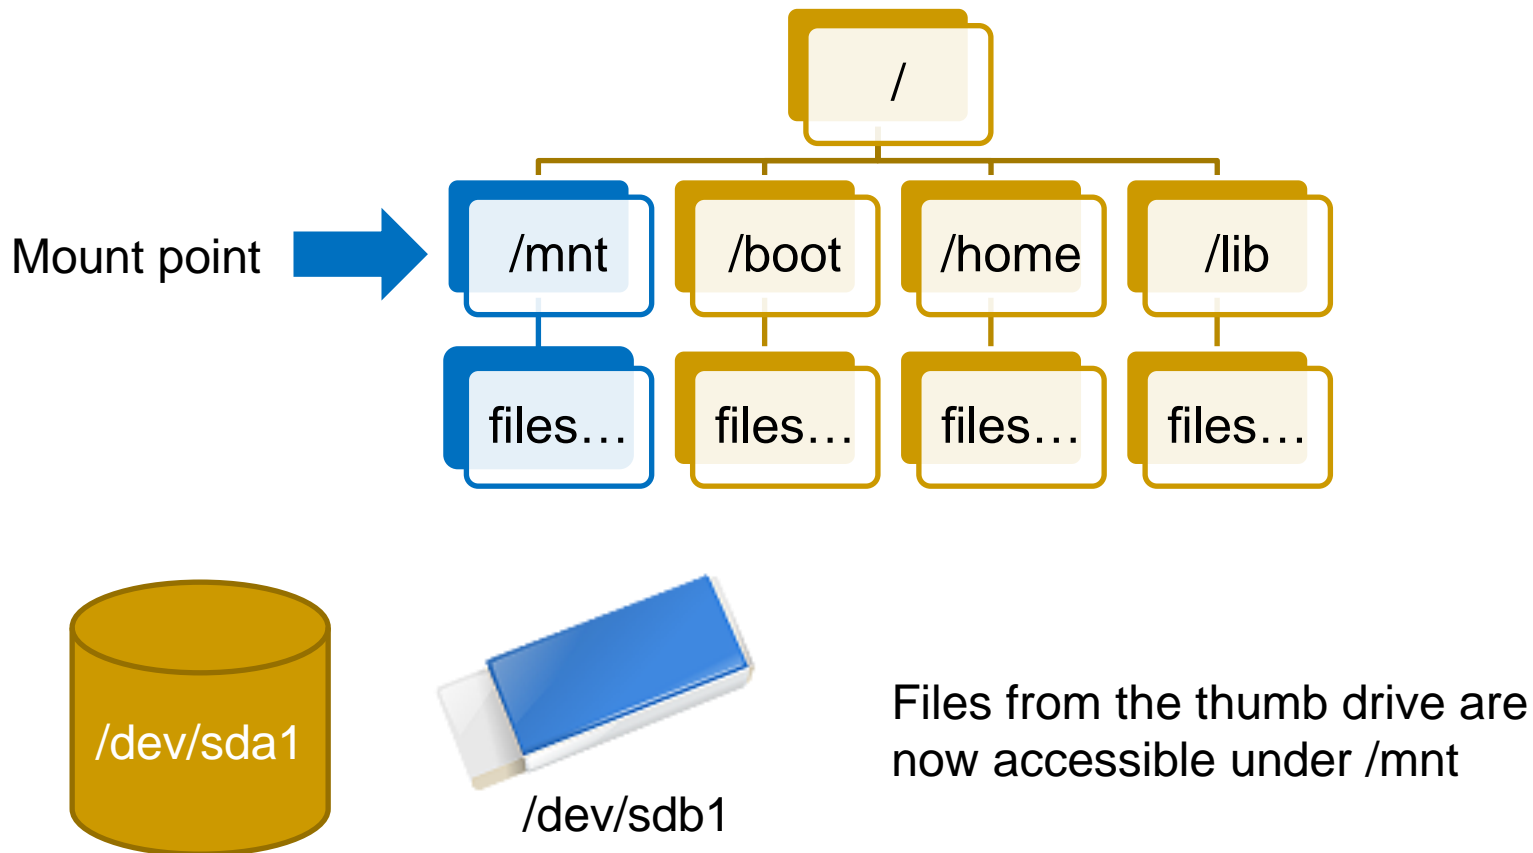 /
Mount point
/mnt
/boot
/home
/lib
files…
files…
files…
files…
/dev/sda1
/dev/sdb1
Files from the thumb drive are
now accessible under /mnt